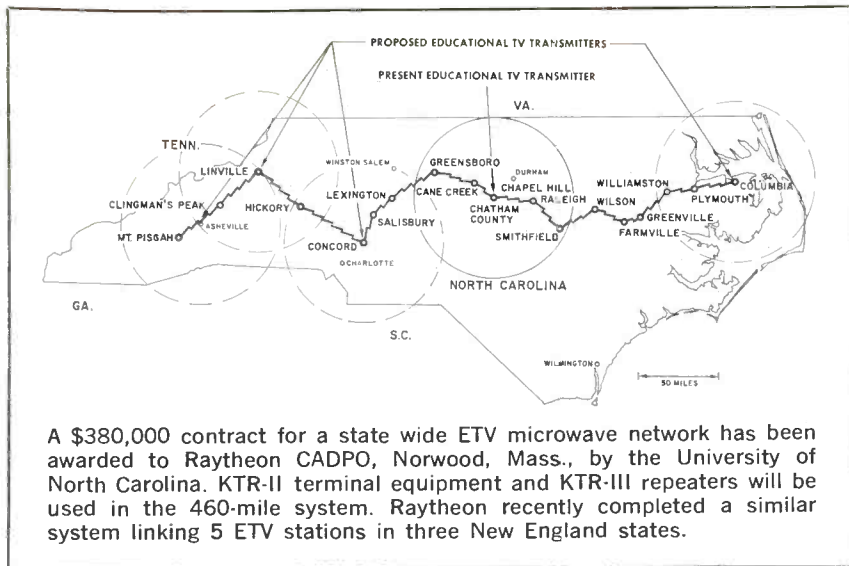 PROPOSED EDUCATIONAL TV TRANSMITTERS
PRESENT EDUCATIONAL TV TRANSMITTER
VA.
TENN.
WINSTON SALEM
GREENSBORO
DURHAM
LINVILLE
CLINGMAN'S PEAK
LEXINGTON
CANE CREEK
CHAPEL HILL
RALEIGH
WILLIAMSTON
COLUMBIA
PLYMOUTH
HICKORY
SALISBURY
CHATHAM
COUNTY
WILSON
GREENVILLE
ASHEVILLE
MT. PISGAH
CONCORD
SMITHFIELD
FARMVILLE
CHARLOTTE
NORTH CAROLINA
GA.
S.C.
WILMINGTON
50 MILES
A $380,000 contract for a state wide ETV microwave network has been
awarded to Raytheon CADPO, Norwood, Mass., by the University of
North Carolina. KTR-II terminal equipment and KTR-III repeaters will be
used in the 460-mile system. Raytheon recently completed a similar
system linking 5 ETV stations in three New England states.